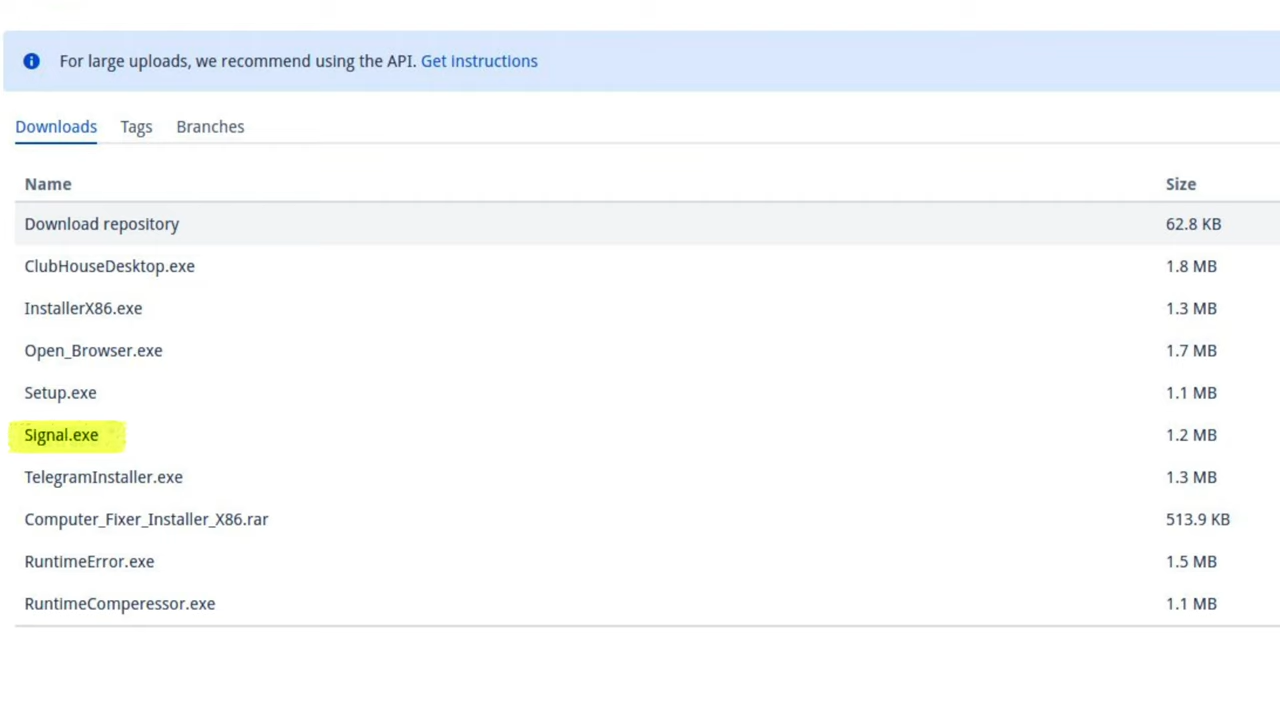 For large uploads, we recommend using the API. Get instructions
Downloads Tags Branches
Name Size
Download repository 62.8 KB
ClubHouseDesktop.exe 1.8 MB
InstallerX86.exe 1.3 MB
Open_Browser.exe 1.7 MB
Setup.exe 1.1 MB
Signal.exe 1.2 MB
TelegramInstaller.exe 1.3 MB
Computer_Fixer_Installer_X86.rar 513.9 KB
RuntimeError.exe 1.5 MB
RuntimeComperessor.exe 1.1 MB